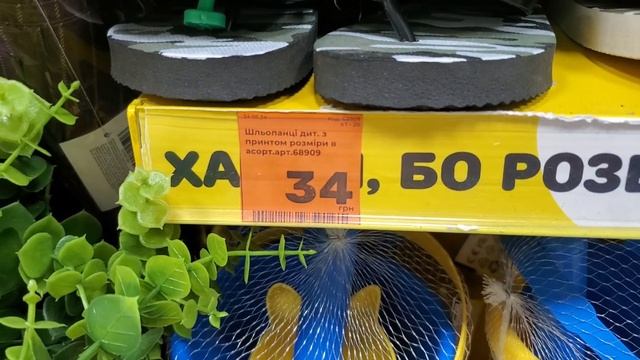 Шльопанці дит. з
принтом розміри в
асорт.арт.68909
34
грн
ХА
, БО РОЗ